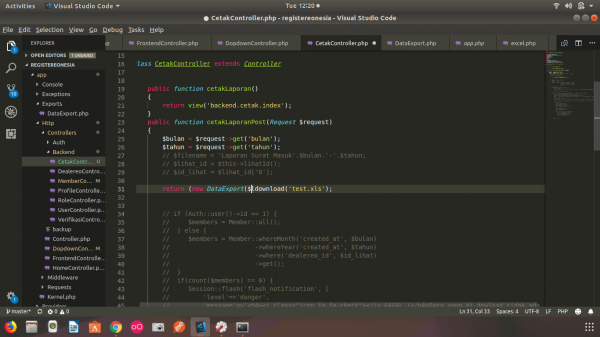 Activities
Visual Studio Code
Tue 12:20
CetakController.php - registereonesia - Visual Studio Code
File Edit Selection View Go Debug Tasks Help
EXPLORER
OPEN EDITORS 1 UNSAVED
REGISTEREONESIA
app
Console
Exceptions
Exports
DataExport.php
Http
Controllers
Auth
Backend
CetakContr...
DealereoContr...
MemberCo...
ProfileController...
RoleController.p...
UserController.p...
VerifikasiContr...
backup
Controller.php
DopdownCon...
FrontendController...
HomeController.p...
Middleware
Requests
Kernel.php
FrontendController.php
DopdownController.php
CetakController.php
DataExport.php
app.php
excel.php
15
16 lass CetakController extends Controller
17
18
19 public function cetakLaporan()
20 {
21 return view('backend.cetak.index');
22 }
23 public function cetakLaporanPost(Request $request)
24 {
25 $bulan = $request->get('bulan');
26 $tahun = $request->get('tahun');
27 // $filename = 'Laporan Surat Masuk'.$bulan.'-'.$tahun;
28 // $lihat_id = $this->lihatId();
29 // $id_lihat = $lihat_id['0'];
30
31 return (new DataExport($download('test.xls');
32
33
34 // if (Auth::user()->id == 1) {
35 // $members = Member::all();
36 // } else {
37 // $members = Member::whereMonth('created_at', $bulan)
38 // ->whereYear('created_at', $tahun)
39 // ->where('dealereo_id', $id_lihat)
40 // ->get();
41 // }
42 // if(count($members) == 0) {
43 // Session::flash('flash_notification', [
44 // 'level'=>'danger',
45
master*
0 0
Ln 31, Col 33
Spaces: 4
UTF-8
LF
PHP